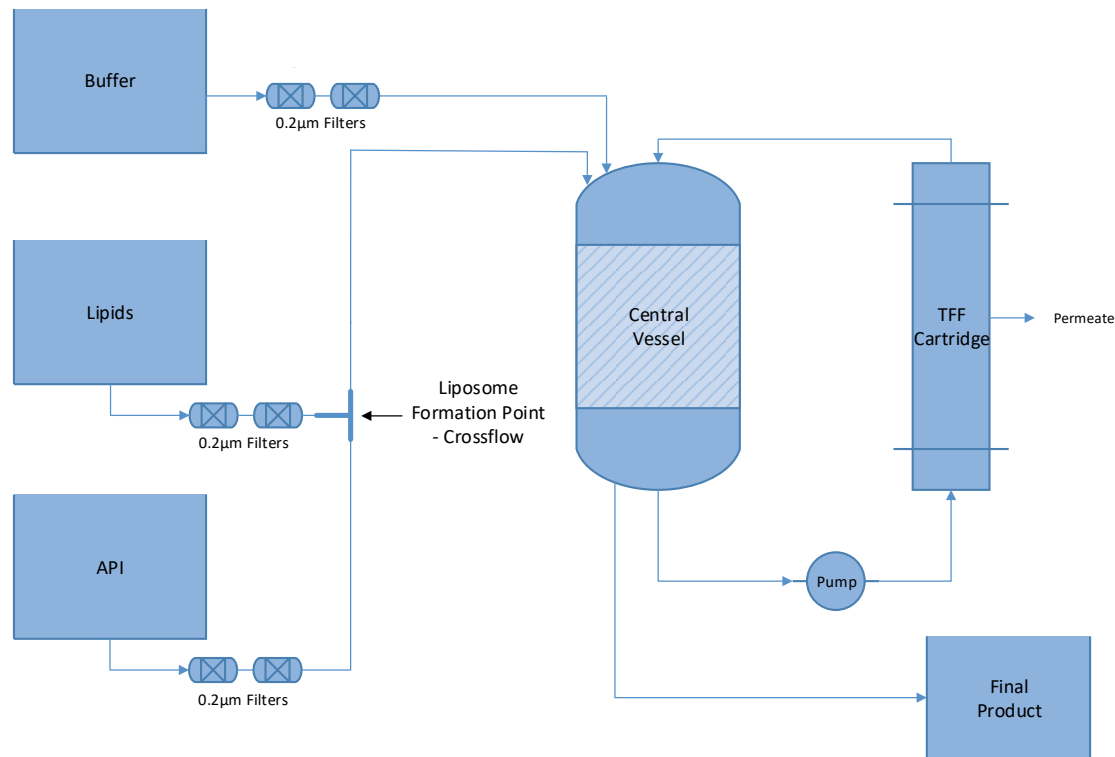 Buffer
0.2µm Filters
Lipids
0.2µm Filters
Liposome
Formation Point
- Crossflow
API
0.2µm Filters
Central
Vessel
TFF
Cartridge
Permeate
Pump
Final
Product